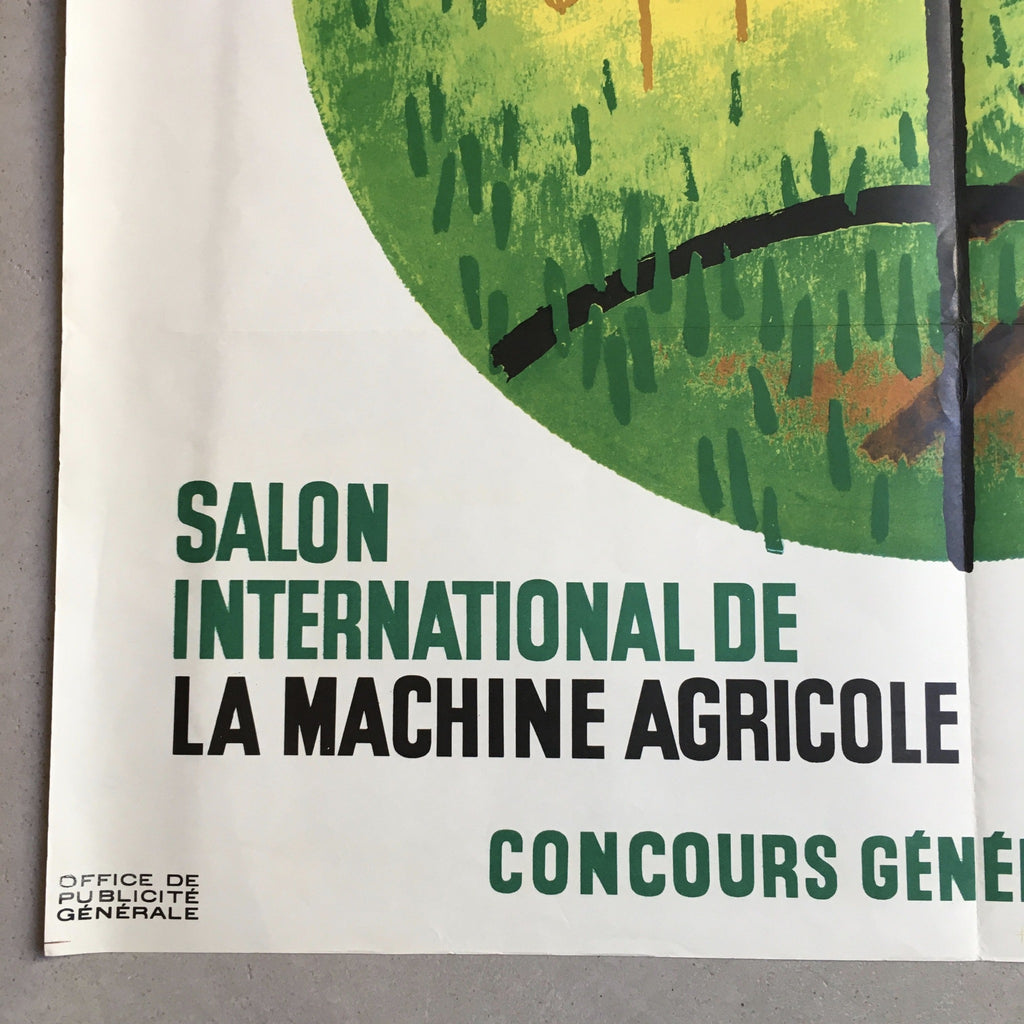 SALON
INTERNATIONAL DE
LA MACHINE AGRICOLE
CONCOURS GÉNÉ
OFFICE DE
PUBLICITÉ
GÉNÉRALE